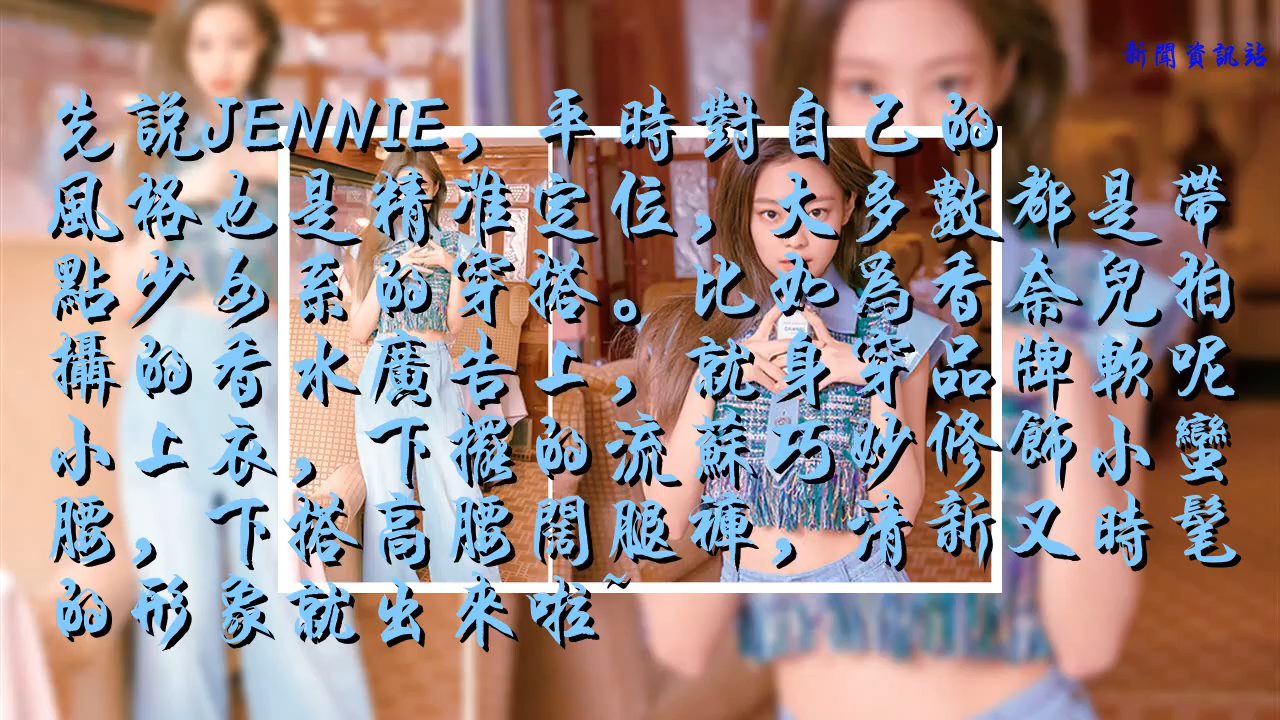 新聞資訊站
先說JENNIE，平時對自己的
風格也是精准定位，大多數都是帶
點少女系的穿搭。比如爲香奈兒拍
攝的香水廣告上，就身穿品牌軟呢
小上衣，下擺的流蘇巧妙修飾小蠻
腰，下搭高腰闊腿褲，清新又時髦
的形象就出來啦~